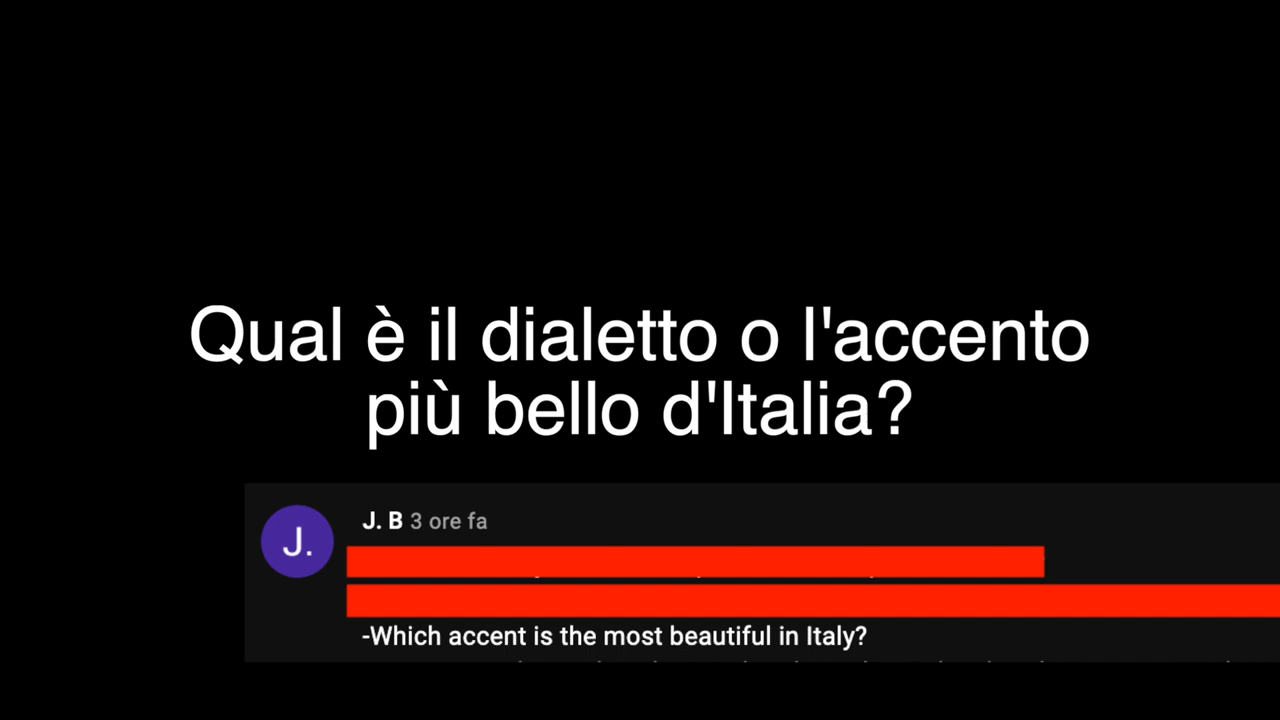 Qual è il dialetto o l'accento
più bello d'Italia?
J.
J. B 3 ore fa
-Which accent is the most beautiful in Italy?